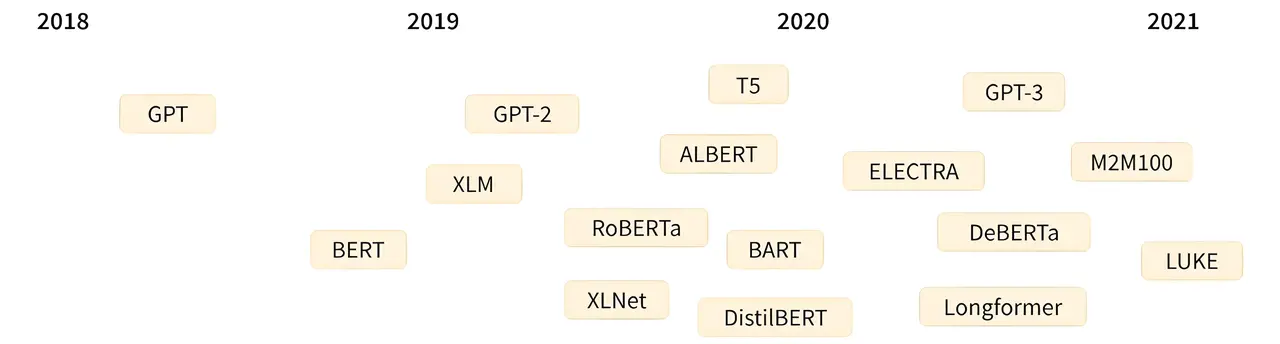 2018 2019 2020 2021
T5
GPT-3
GPT
GPT-2
ALBERT
M2M100
ELECTRA
XLM
RoBERTa
DeBERTa
BERT
BART
LUKE
XLNet
Longformer
DistilBERT